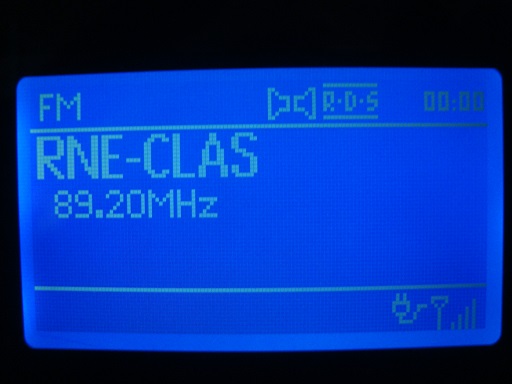 FM R·D·S 00:00
RNE-CLAS
89.20MHz